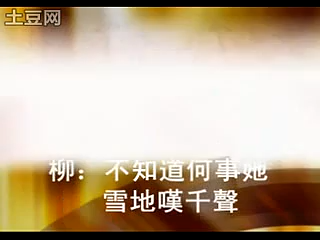 土豆网
柳：不知道何事她
雪地嘆千聲